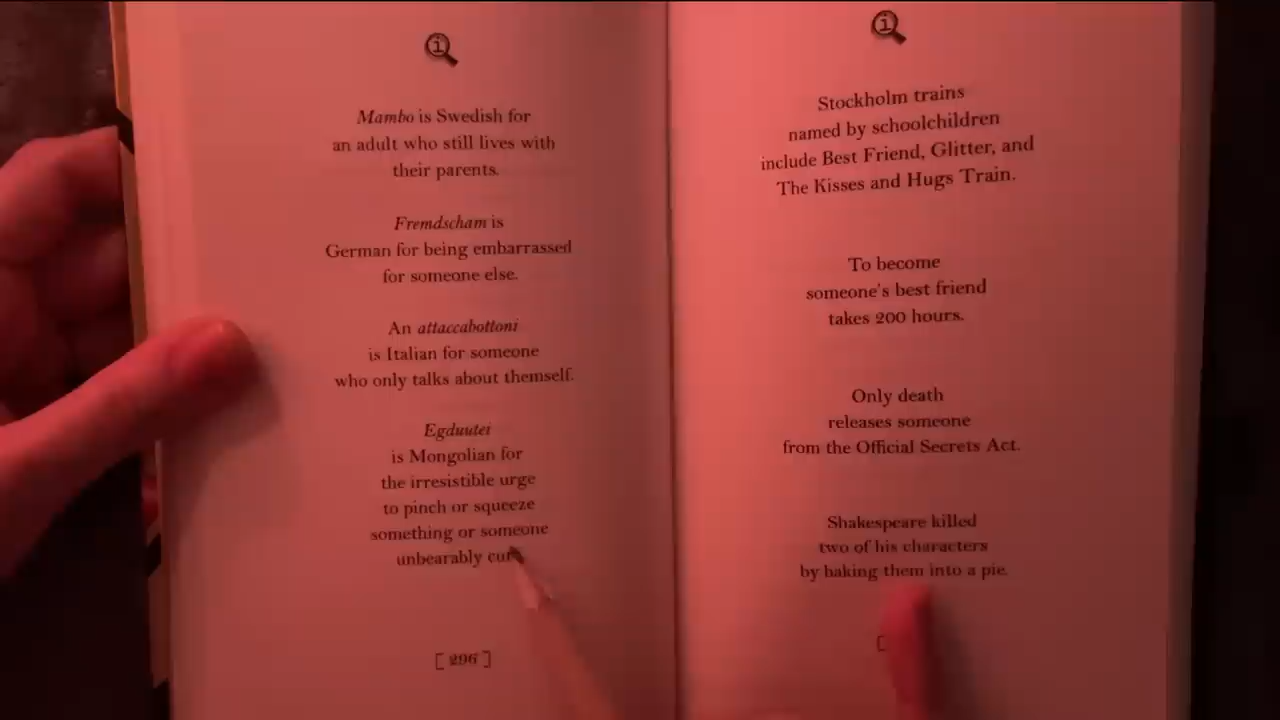 Mambo is Swedish for
an adult who still lives with
their parents.
Fremdscham is
German for being embarrassed
for someone else.
An attaccabottoni
is Italian for someone
who only talks about themself.
Egduutei
is Mongolian for
the irresistible urge
to pinch or squeeze
something or someone
unbearably
[ 296 ]
Stockholm trains
named by schoolchildren
include Best Friend, Glitter, and
The Kisses and Hugs Train.
To become
someone's best friend
takes 200 hours.
Only death
releases someone
from the Official Secrets Act.
Shakespeare killed
two of his characters
by baking them into a pie.